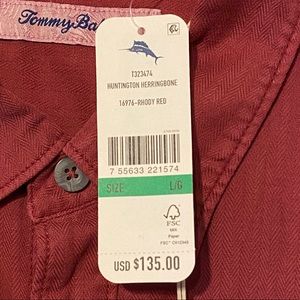 Tommy Ba
T323474
HUNTINGTON HERRINGBONE
16976-RHODY RED
7 55633 221574
SIZE L/G
FSC
MIX
Paper
USD $135.00